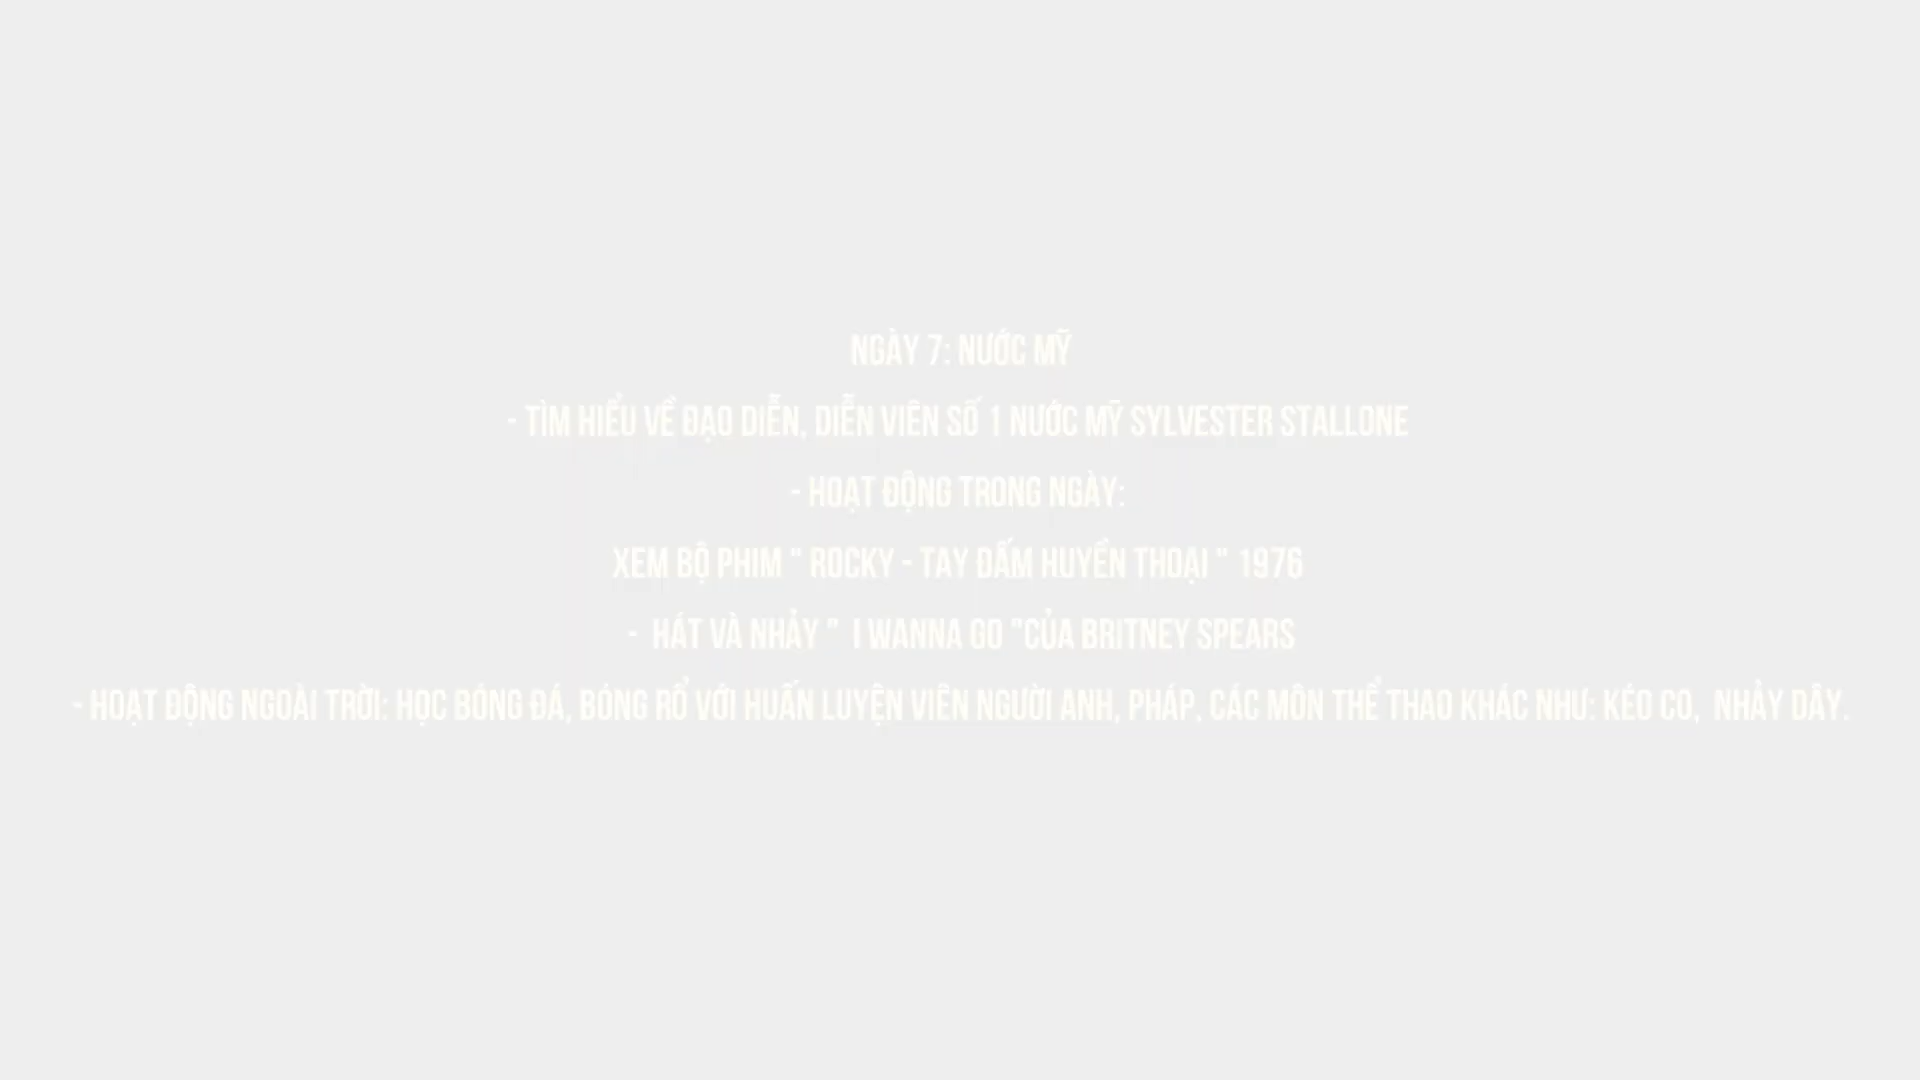 NGÀY 7: NƯỚC MỸ
- TÌM HIỂU VỀ ĐẠO DIỄN, DIỄN VIÊN SỐ 1 NƯỚC MỸ SYLVESTER STALLONE
- HOẠT ĐỘNG TRONG NGÀY:
XEM BỘ PHIM " ROCKY - TAY ĐẤM HUYỀN THOẠI " 1976
- HÁT VÀ NHẢY " I WANNA GO "CỦA BRITNEY SPEARS
- HOẠT ĐỘNG NGOÀI TRỜI: HỌC BÓNG ĐÁ, BÓNG RỔ VỚI HUẤN LUYỆN VIÊN NGƯỜI ANH, PHÁP, CÁC MÔN THỂ THAO KHÁC NHƯ: KÉO CO, NHẢY DÂY.